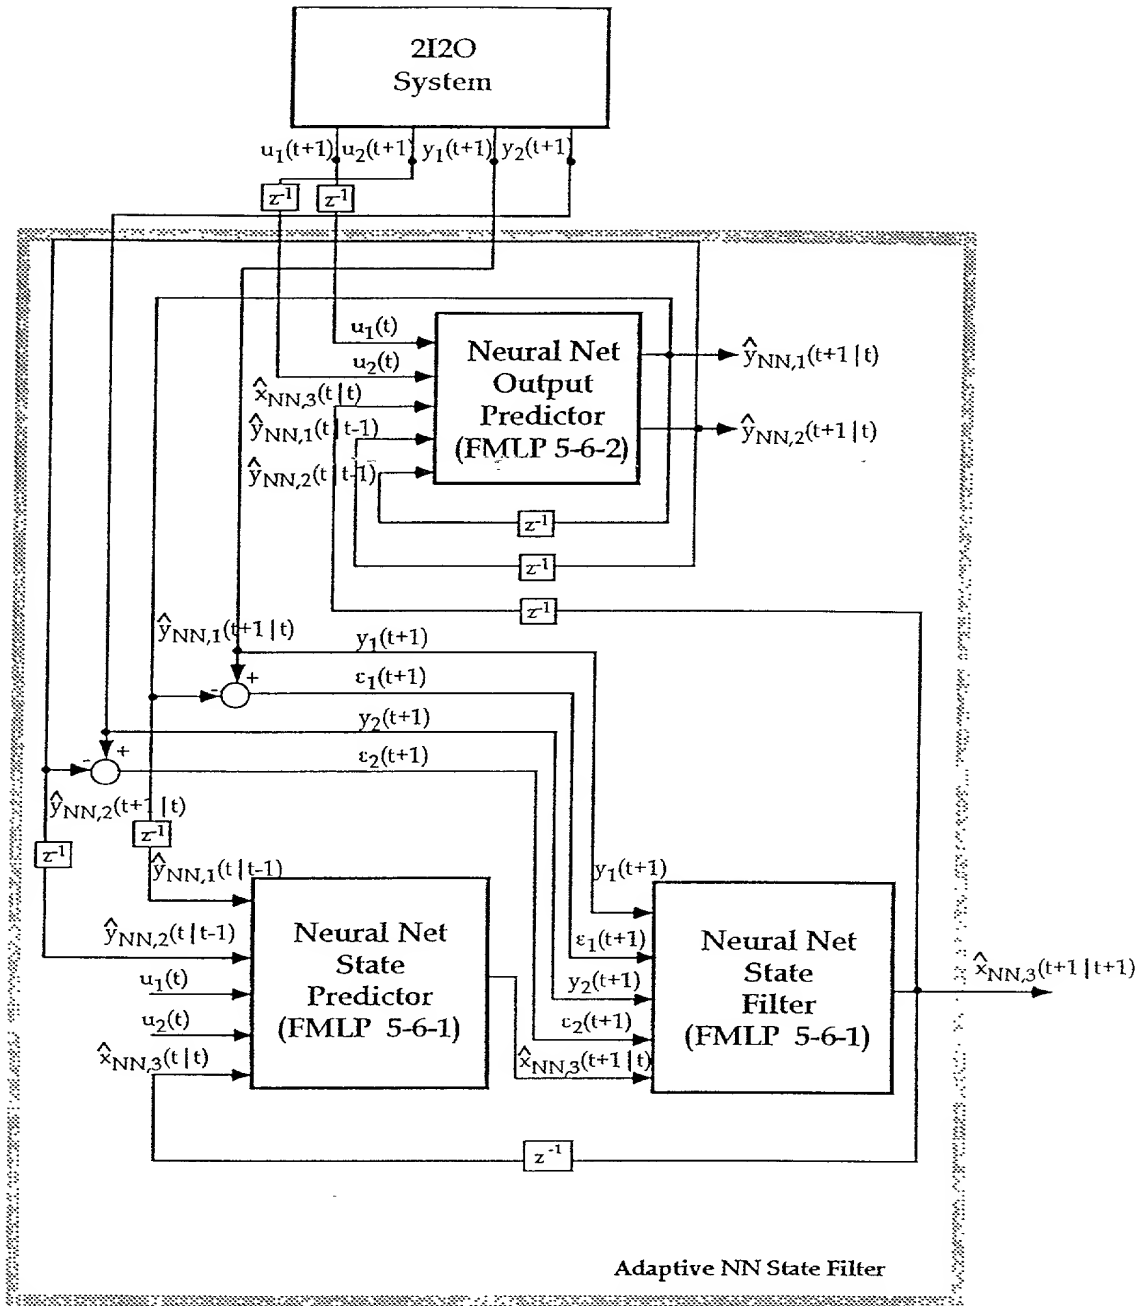 2I2O
System
u₁(t+1) u₂(t+1) y₁(t+1) y₂(t+1)
z⁻¹ z⁻¹
u₁(t)
u₂(t)
x̂NN,3(t|t)
ŷNN,1(t|t-1)
ŷNN,2(t|t-1)
Neural Net
Output
Predictor
(FMLP 5-6-2)
ŷNN,1(t+1|t)
ŷNN,2(t+1|t)
z⁻¹
z⁻¹
z⁻¹
ŷNN,1(t+1|t)
y₁(t+1)
- +
ε₁(t+1)
y₂(t+1)
- +
ε₂(t+1)
ŷNN,2(t+1|t)
z⁻¹
z⁻¹
ŷNN,1(t|t-1)
ŷNN,2(t|t-1)
u₁(t)
u₂(t)
x̂NN,3(t|t)
Neural Net
State
Predictor
(FMLP 5-6-1)
y₁(t+1)
ε₁(t+1)
y₂(t+1)
ε₂(t+1)
x̂NN,3(t+1|t)
Neural Net
State
Filter
(FMLP 5-6-1)
x̂NN,3(t+1|t+1)
z⁻¹
Adaptive NN State Filter